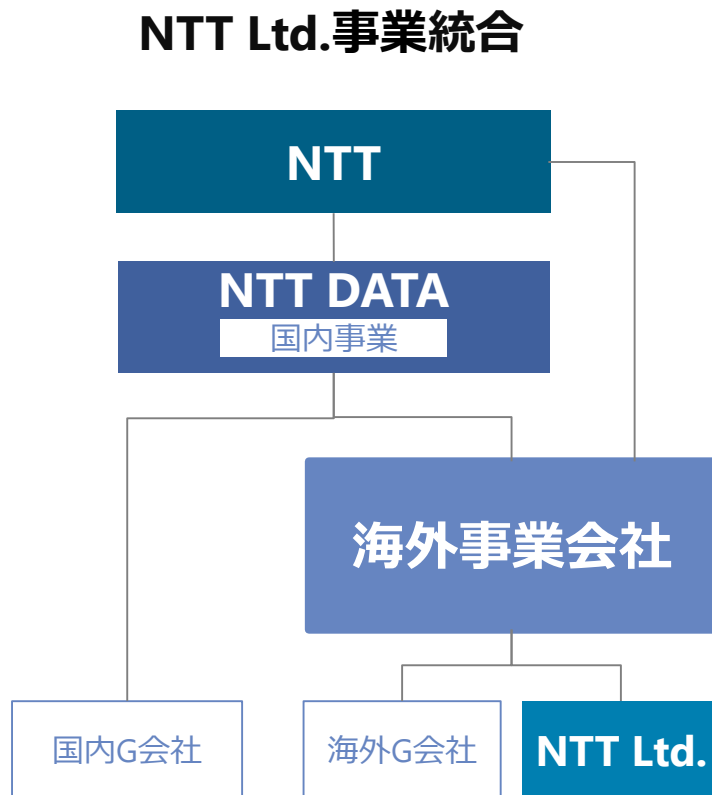 NTT Ltd.事業統合
NTT
NTT DATA
国内事業
海外事業会社
国内G会社
海外G会社
NTT Ltd.